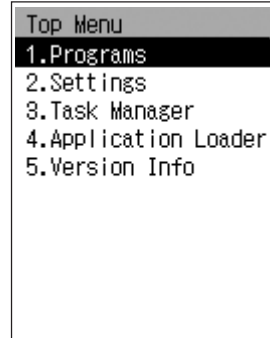 Top Menu
1.Programs
2.Settings
3.Task Manager
4.Application Loader
5.Version Info